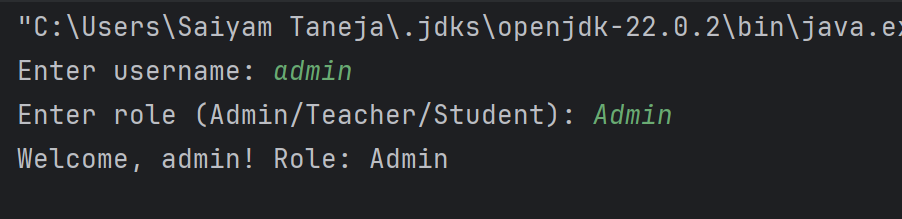 "C:\Users\Saiyam Taneja\.jdks\openjdk-22.0.2\bin\java.ex
Enter username: admin
Enter role (Admin/Teacher/Student): Admin
Welcome, admin! Role: Admin